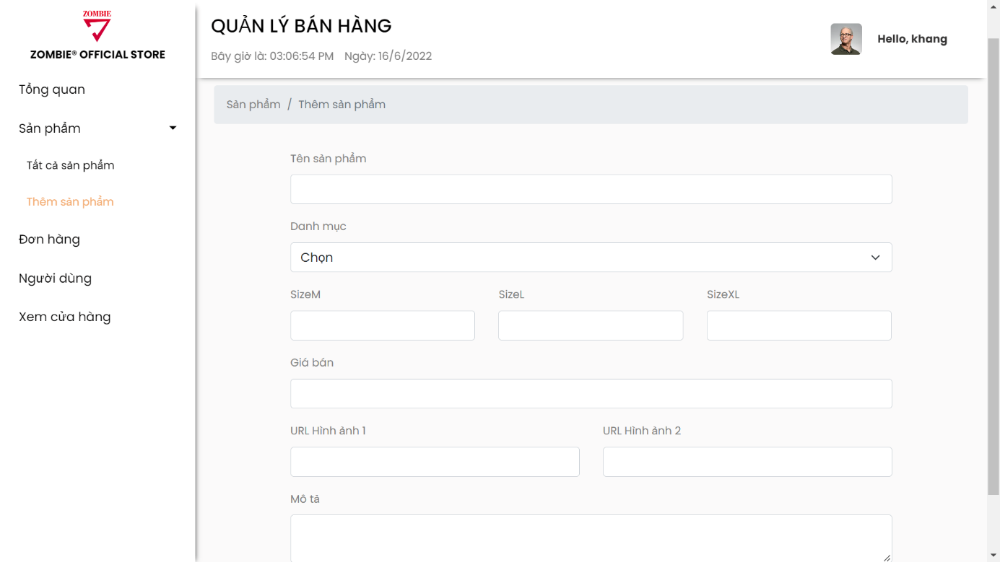 ZOMBIE
ZOMBIE® OFFICIAL STORE
Tổng quan
Sản phẩm
Tất cả sản phẩm
Thêm sản phẩm
Đơn hàng
Người dùng
Xem cửa hàng
QUẢN LÝ BÁN HÀNG
Bây giờ là: 03:06:54 PM Ngày: 16/6/2022
Hello, khang
Sản phẩm / Thêm sản phẩm
Tên sản phẩm
Danh mục
Chọn
SizeM SizeL SizeXL
Giá bán
URL Hình ảnh 1 URL Hình ảnh 2
Mô tả